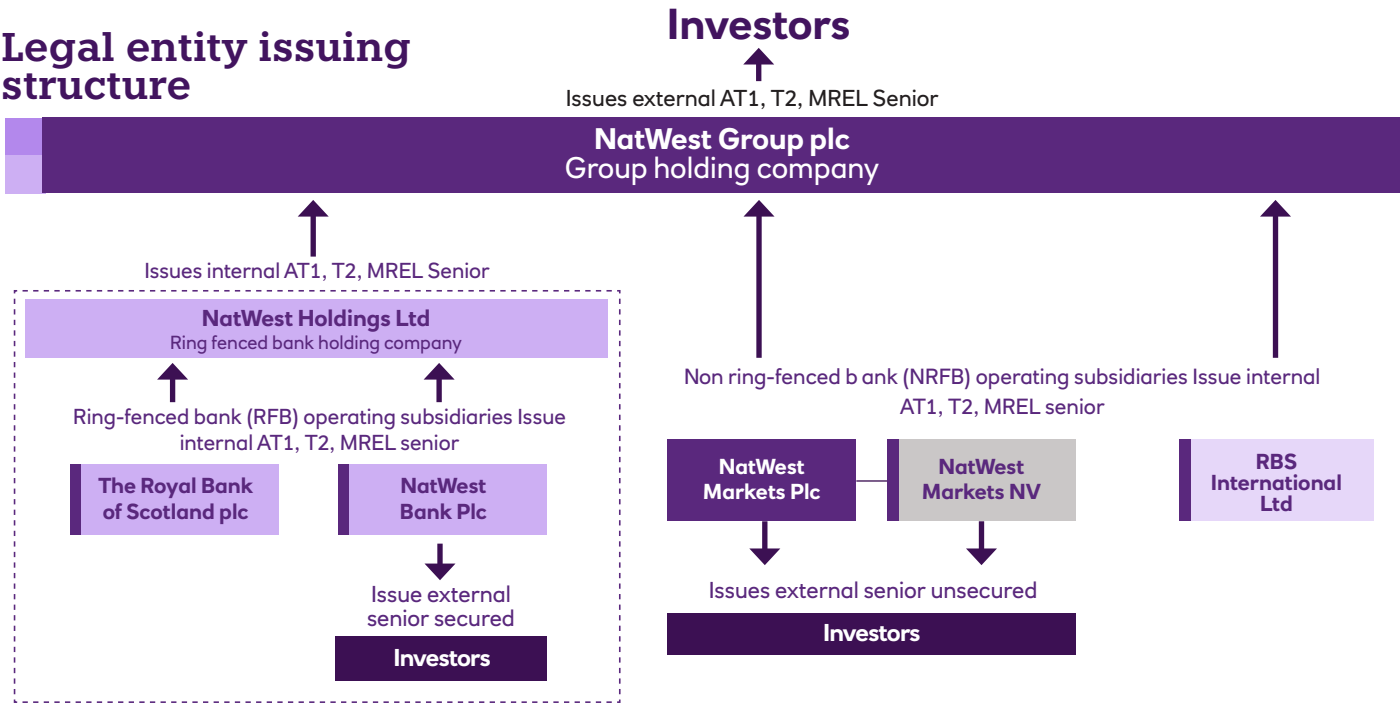 Legal entity issuing
structure
Investors
Issues external AT1, T2, MREL Senior
NatWest Group plc
Group holding company
Issues internal AT1, T2, MREL Senior
NatWest Holdings Ltd
Ring fenced bank holding company
Ring-fenced bank (RFB) operating subsidiaries Issue
internal AT1, T2, MREL senior
The Royal Bank
of Scotland plc
NatWest
Bank Plc
Issue external
senior secured
Investors
Non ring-fenced b ank (NRFB) operating subsidiaries Issue internal
AT1, T2, MREL senior
NatWest
Markets Plc
NatWest
Markets NV
RBS
International
Ltd
Issues external senior unsecured
Investors